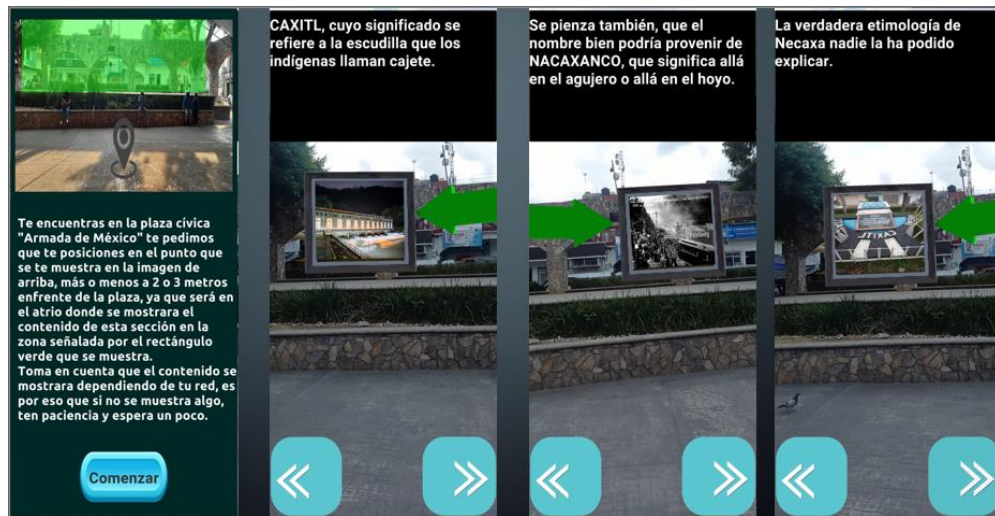 Te encuentras en la plaza cívica
"Armada de México" te pedimos
que te posiciones en el punto que
se te muestra en la imagen de
arriba, más o menos a 2 o 3 metros
enfrente de la plaza, ya que será en
el atrio donde se mostrara el
contenido de esta sección en la
zona señalada por el rectángulo
verde que se muestra.
Toma en cuenta que el contenido se
mostrara dependiendo de tu red, es
por eso que si no se muestra algo,
ten paciencia y espera un poco.
Comenzar
CAXITL, cuyo significado se
refiere a la escudilla que los
indígenas llaman cajete.
Se pienza también, que el
nombre bien podría provenir de
NACAXANCO, que significa allá
en el agujero o allá en el hoyo.
La verdadera etimología de
Necaxa nadie la ha podido
explicar.